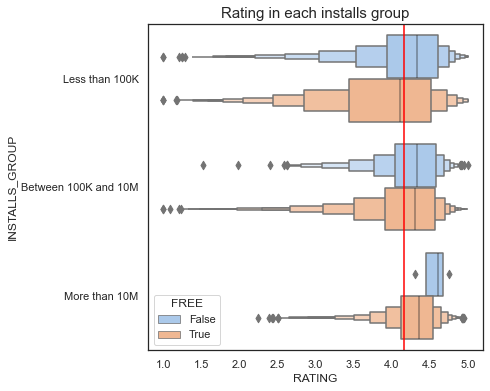 Rating in each installs group
INSTALLS_GROUP
Less than 100K
Between 100K and 10M
More than 10M
FREE
False
True
1.0 1.5 2.0 2.5 3.0 3.5 4.0 4.5 5.0
RATING